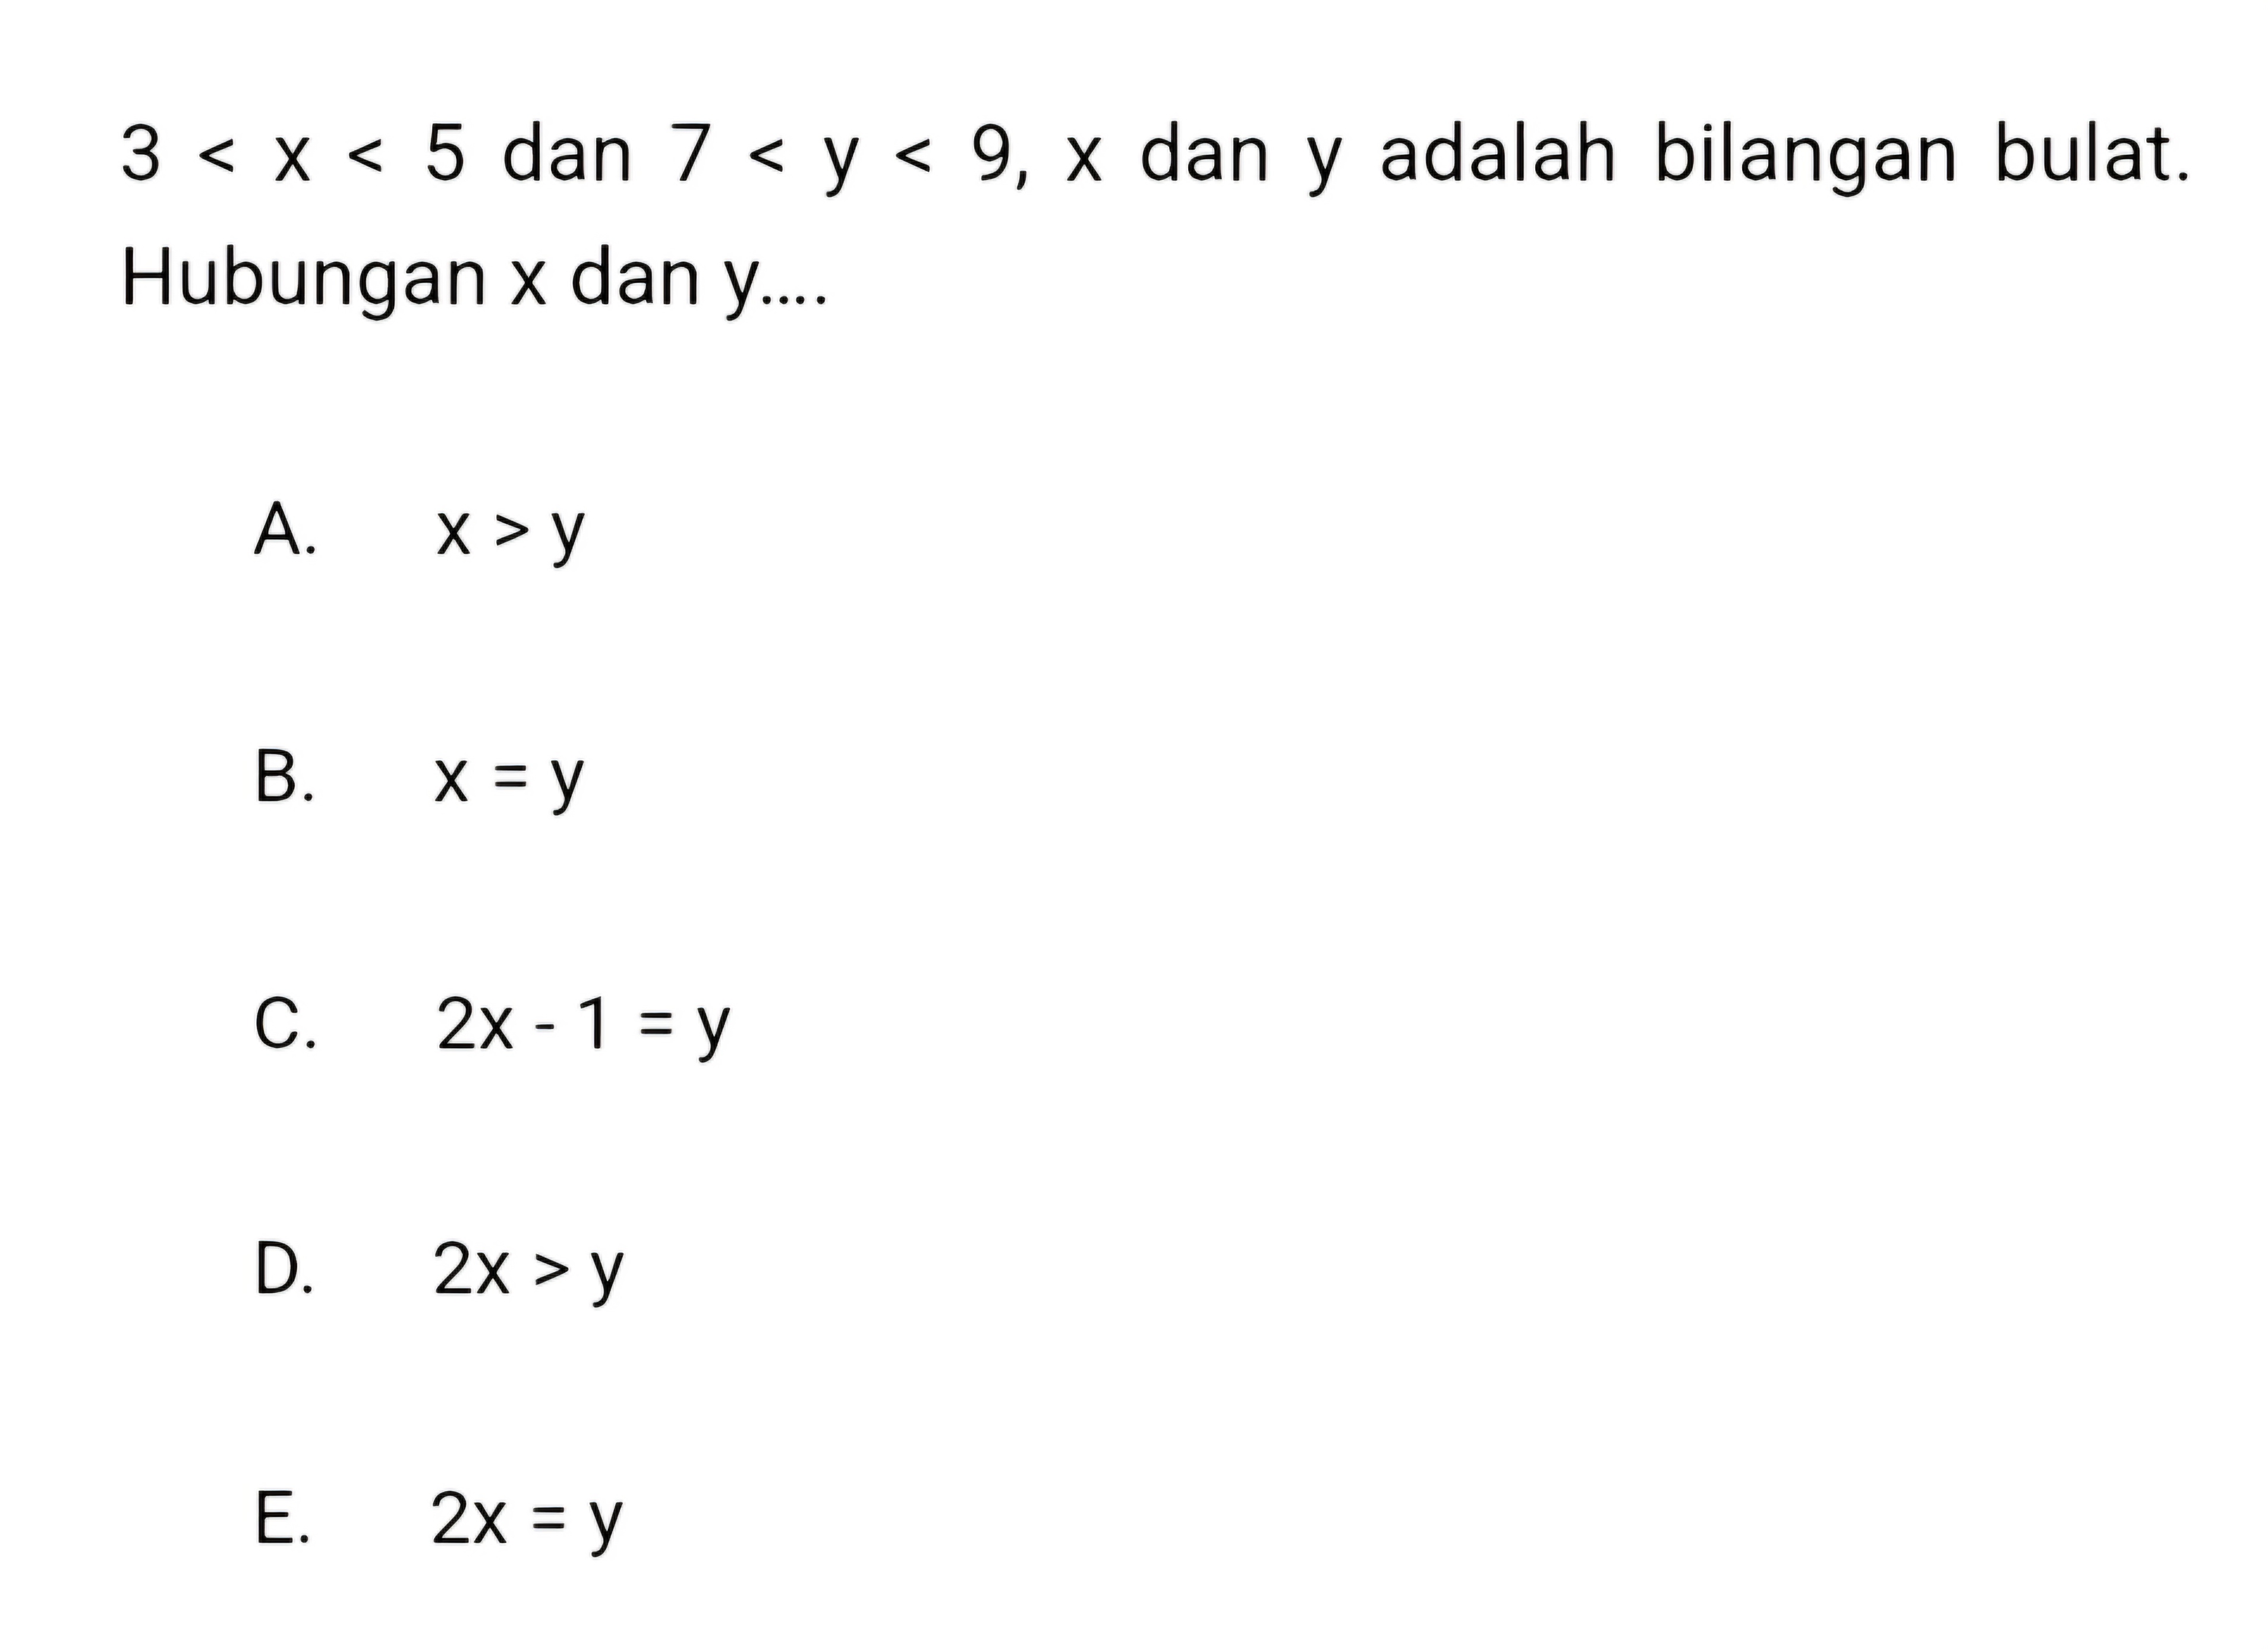 3 < x < 5 dan 7 < y < 9, x dan y adalah bilangan bulat.
Hubungan x dan y....
A. x > y
B. x = y
C. 2x - 1 = y
D. 2x > y
E. 2x = y